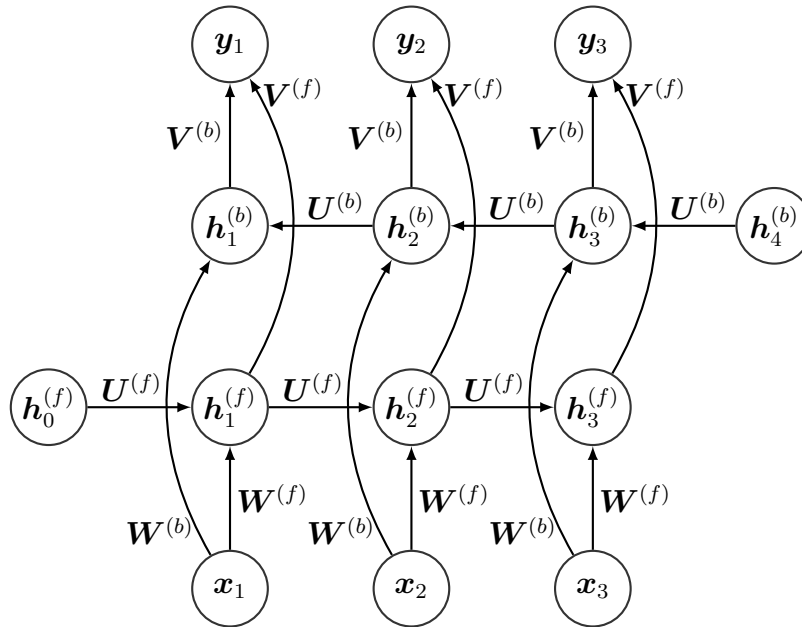 y₁ y₂ y₃
V⁽ᶠ⁾ V⁽ᶠ⁾ V⁽ᶠ⁾
V⁽ᵇ⁾ V⁽ᵇ⁾ V⁽ᵇ⁾
h₁⁽ᵇ⁾ U⁽ᵇ⁾ h₂⁽ᵇ⁾ U⁽ᵇ⁾ h₃⁽ᵇ⁾ U⁽ᵇ⁾ h₄⁽ᵇ⁾
h₀⁽ᶠ⁾ U⁽ᶠ⁾ h₁⁽ᶠ⁾ U⁽ᶠ⁾ h₂⁽ᶠ⁾ U⁽ᶠ⁾ h₃⁽ᶠ⁾
W⁽ᵇ⁾ W⁽ᶠ⁾ W⁽ᵇ⁾ W⁽ᶠ⁾ W⁽ᵇ⁾ W⁽ᶠ⁾
x₁ x₂ x₃